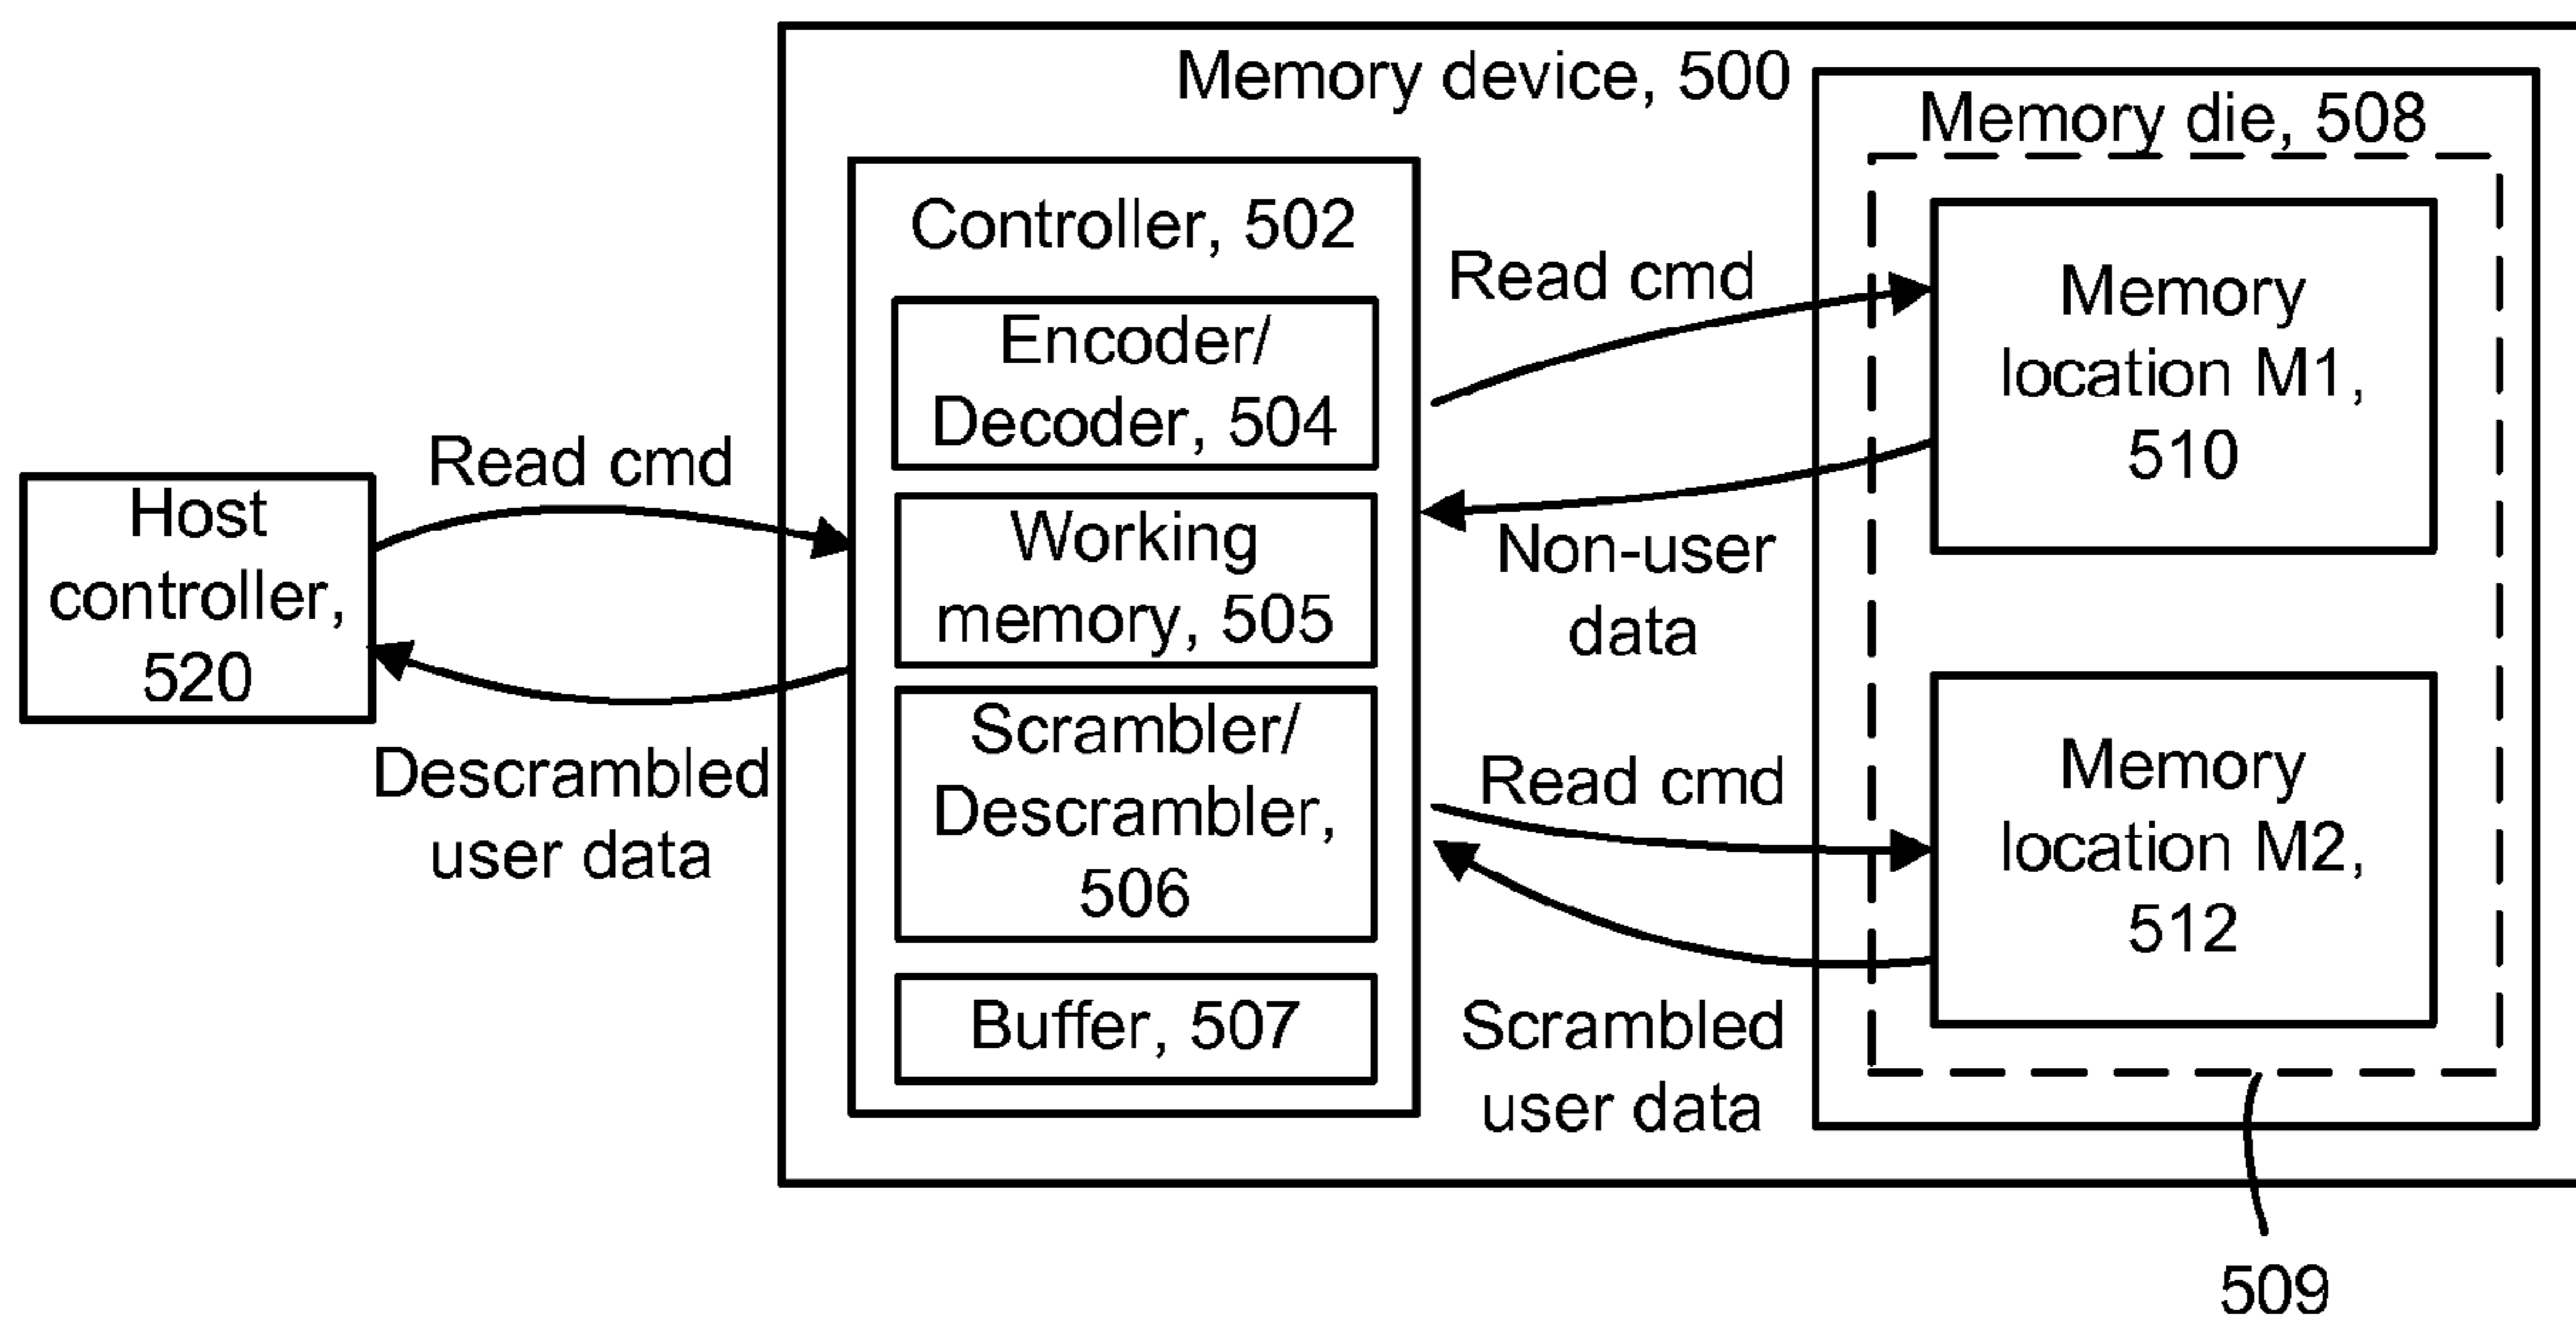 Memory device, 500
Memory die, 508
Controller, 502
Encoder/
Decoder, 504
Working
memory, 505
Scrambler/
Descrambler,
506
Buffer, 507
Host
controller,
520
Read cmd
Descrambled
user data
Read cmd
Non-user
data
Read cmd
Scrambled
user data
Memory
location M1,
510
Memory
location M2,
512
509